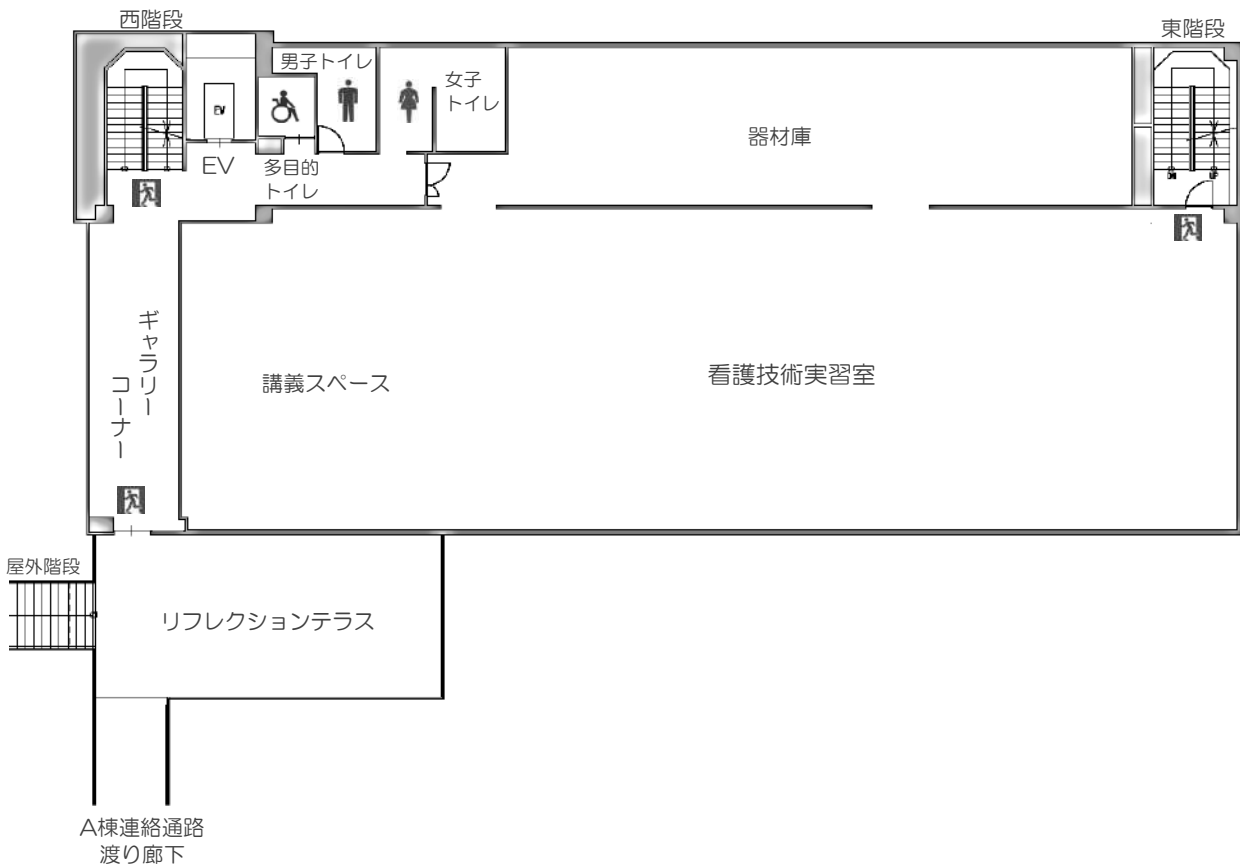 西階段
東階段
男子トイレ
女子
トイレ
EV
EV
多目的
トイレ
器材庫
UP
ギャラリー
コーナー
講義スペース
看護技術実習室
屋外階段
リフレクションテラス
A棟連絡通路
渡り廊下